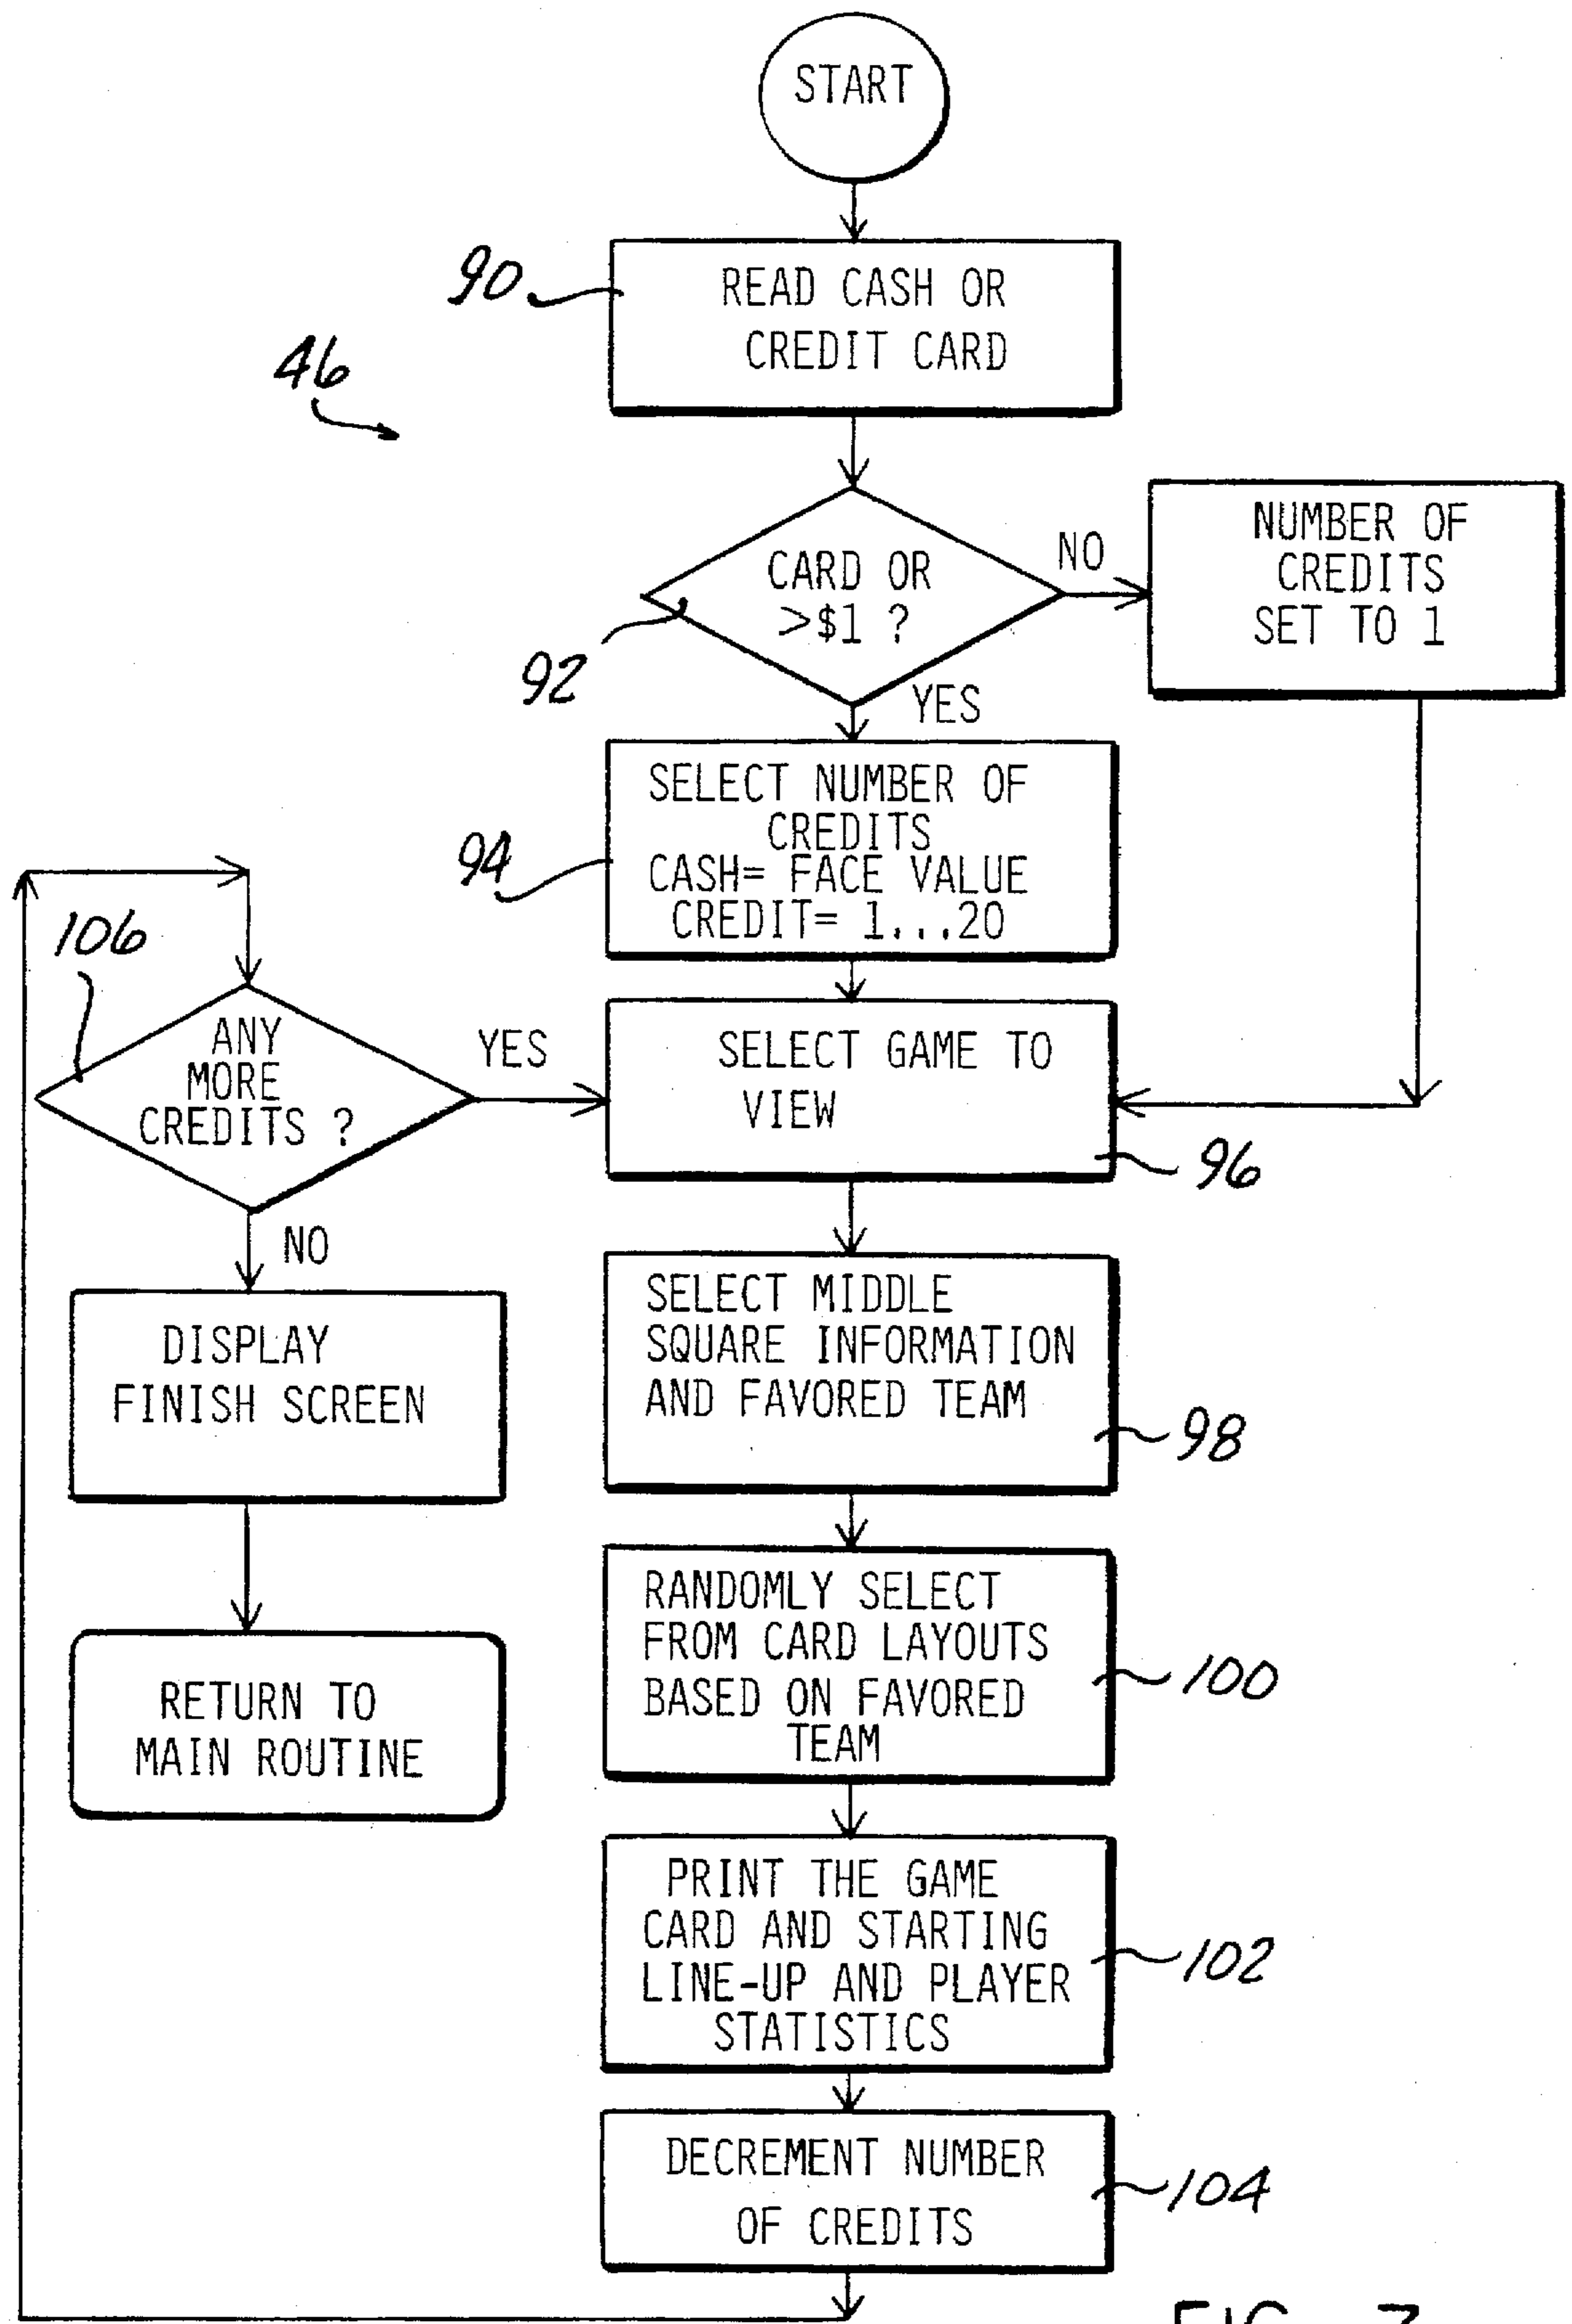 START
90
READ CASH OR
CREDIT CARD
46
CARD OR
>$1 ?
92
NO
NUMBER OF
CREDITS
SET TO 1
YES
SELECT NUMBER OF
CREDITS
CASH= FACE VALUE
CREDIT= 1...20
94
106
ANY
MORE
CREDITS ?
YES
SELECT GAME TO
VIEW
96
NO
DISPLAY
FINISH SCREEN
RETURN TO
MAIN ROUTINE
SELECT MIDDLE
SQUARE INFORMATION
AND FAVORED TEAM
98
RANDOMLY SELECT
FROM CARD LAYOUTS
BASED ON FAVORED
TEAM
100
PRINT THE GAME
CARD AND STARTING
LINE-UP AND PLAYER
STATISTICS
102
DECREMENT NUMBER
OF CREDITS
104